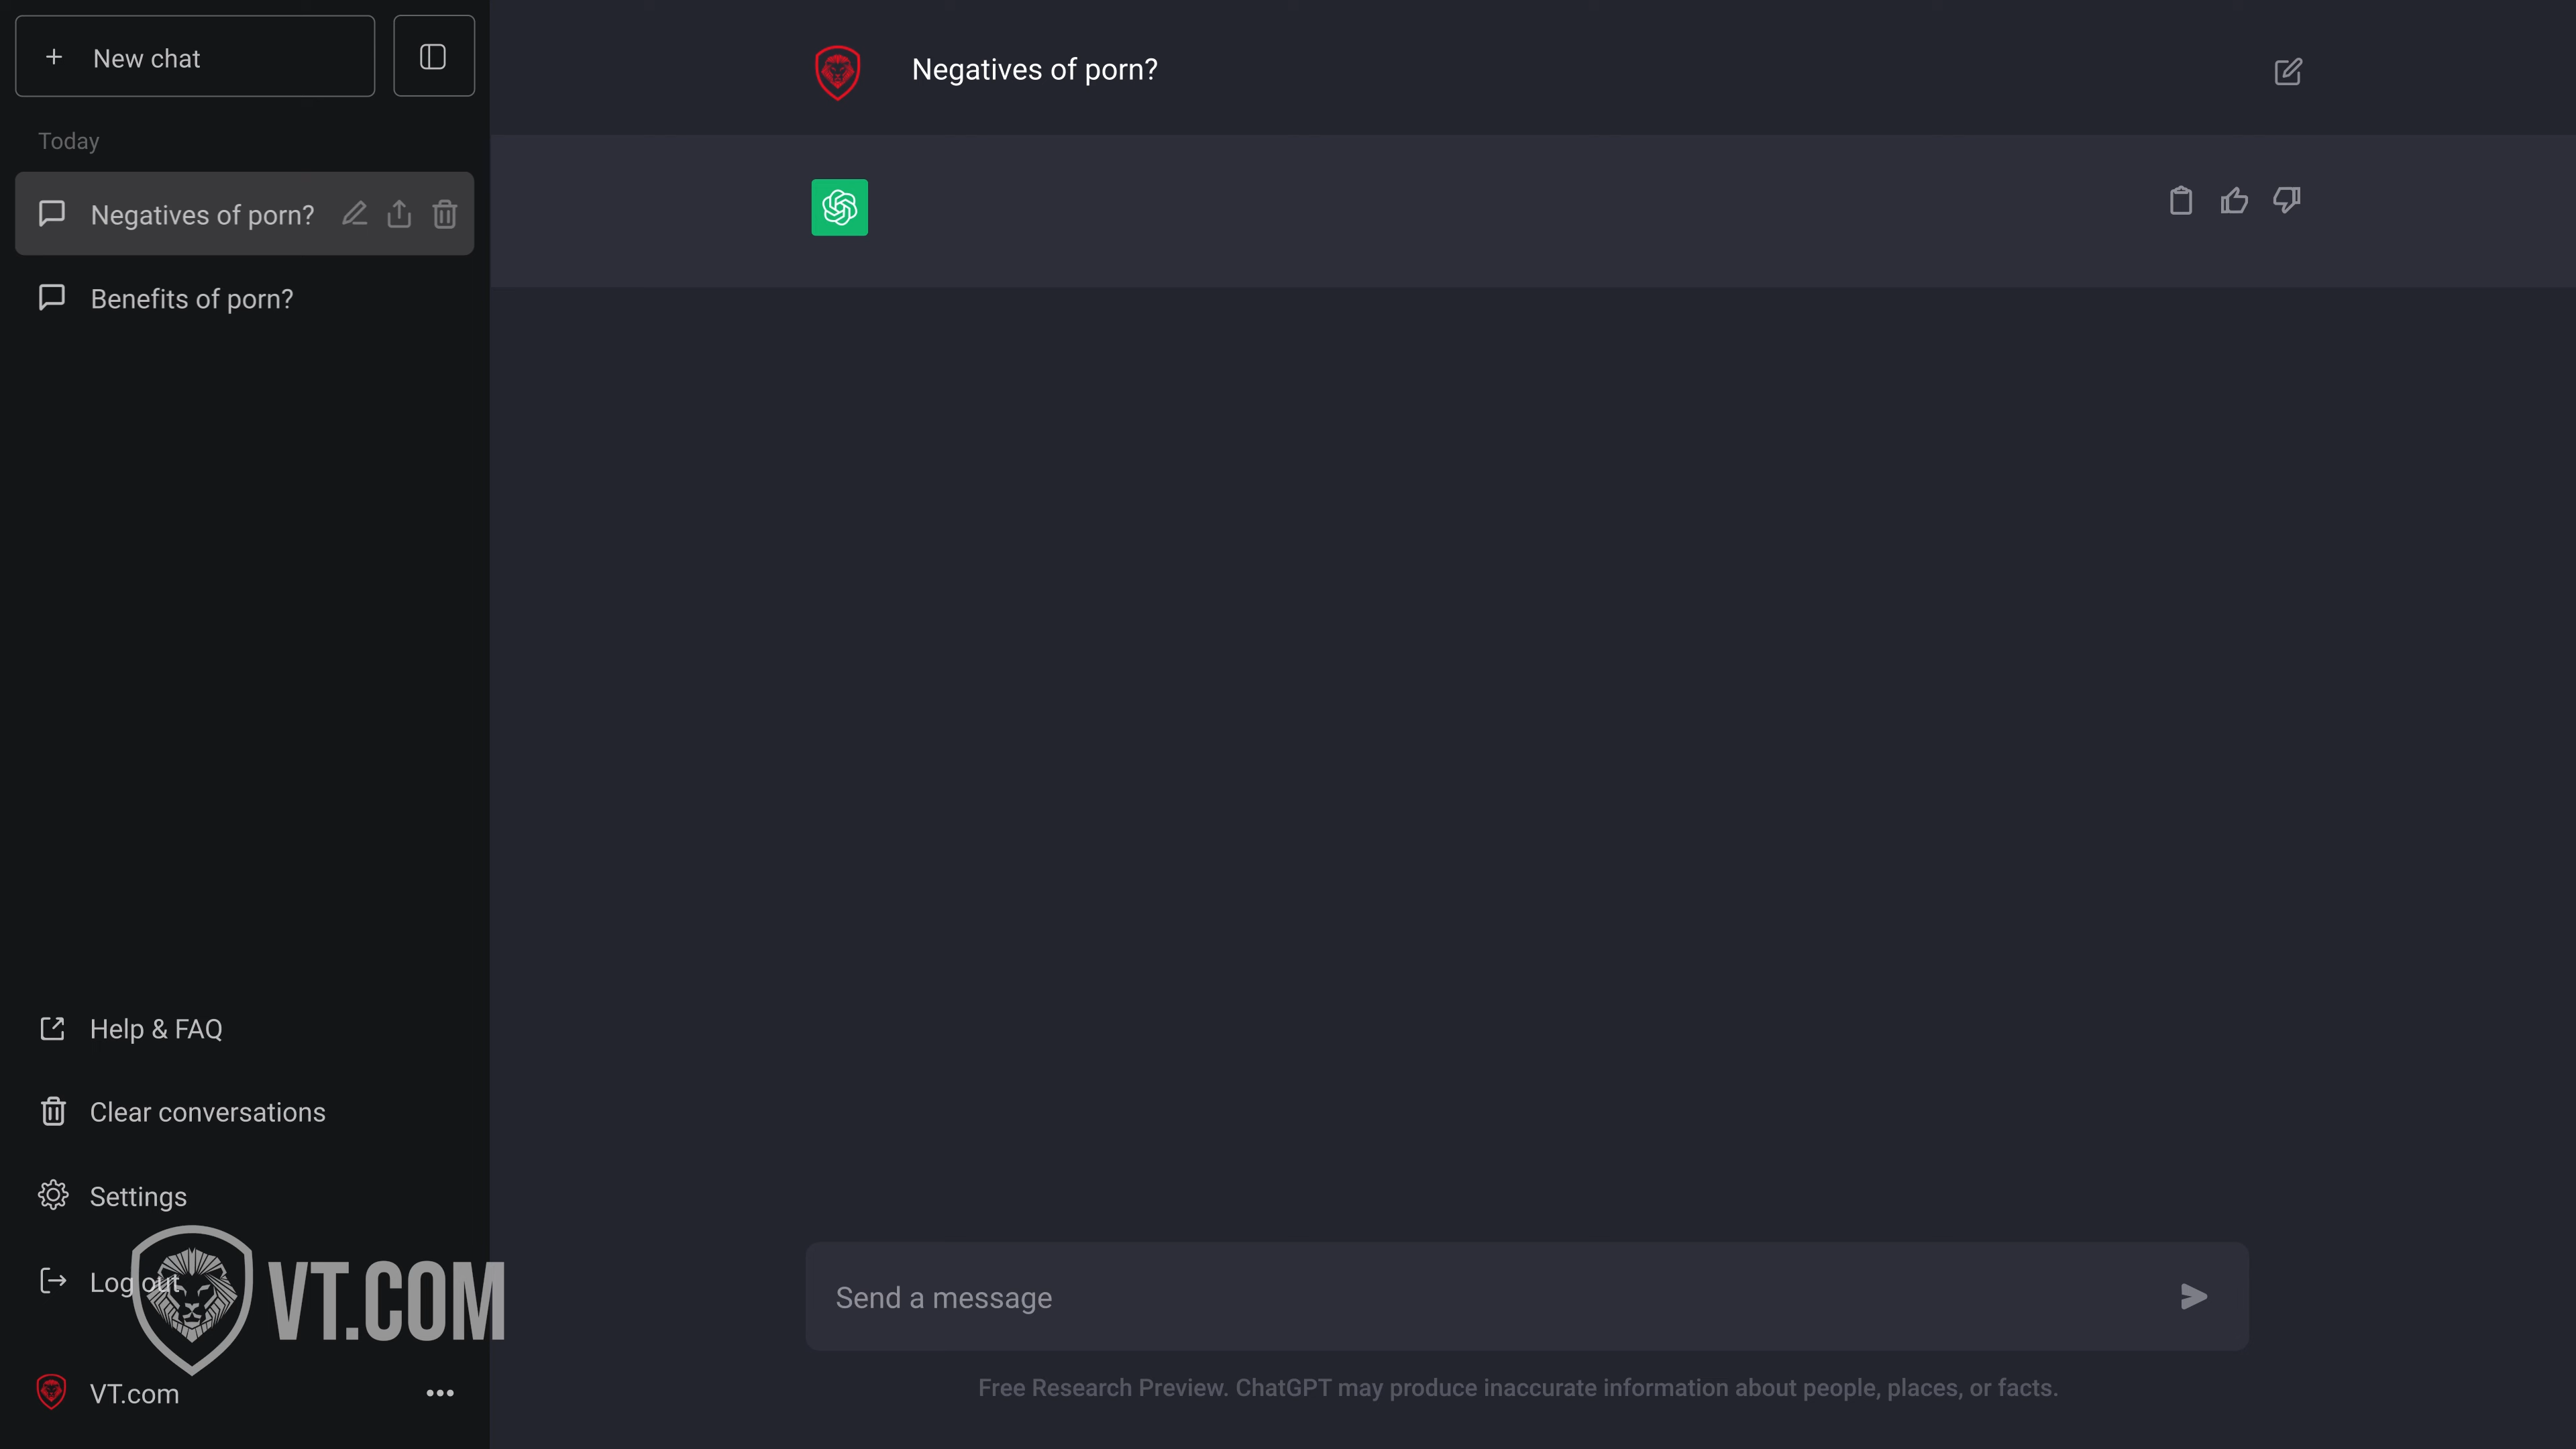 New chat
Today
Negatives of porn?
Benefits of porn?
Help & FAQ
Clear conversations
Settings
Log out
VT.COM
VT.com
Negatives of porn?
Send a message
Free Research Preview. ChatGPT may produce inaccurate information about people, places, or facts.